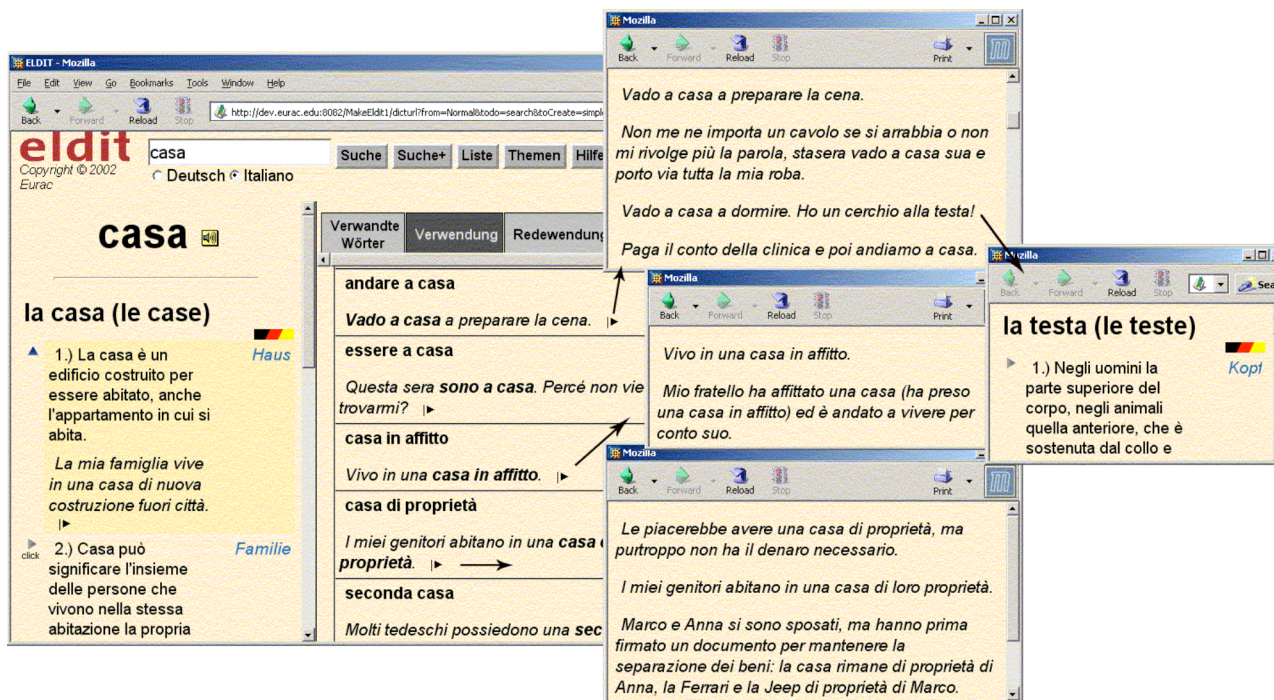 ELDIT - Mozilla
File Edit View Go Bookmarks Tools Window Help
Back Forward Reload Stop
http://dev.eurac.edu:8082/MakeEldit1/dicturl?from=Normal&todo=search&toCreate=simpl
eldit
Copyright © 2002
Eurac
casa
Suche Suche+ Liste Themen Hilfe
Deutsch Italiano
casa
la casa (le case)
1.) La casa è un
edificio costruito per
essere abitato, anche
l'appartamento in cui si
abita.
Haus
La mia famiglia vive
in una casa di nuova
costruzione fuori città.
click
2.) Casa può
significare l'insieme
delle persone che
vivono nella stessa
abitazione la propria
Familie
Verwandte
Wörter
Verwendung
Redewendung
andare a casa
Vado a casa a preparare la cena.
essere a casa
Questa sera sono a casa. Percé non vie
trovarmi?
casa in affitto
Vivo in una casa in affitto.
casa di proprietà
I miei genitori abitano in una casa
proprietà.
seconda casa
Molti tedeschi possiedono una sec
Mozilla
Back Forward Reload Stop Print
Vado a casa a preparare la cena.
Non me ne importa un cavolo se si arrabbia o non
mi rivolge più la parola, stasera vado a casa sua e
porto via tutta la mia roba.
Vado a casa a dormire. Ho un cerchio alla testa!
Paga il conto della clinica e poi andiamo a casa.
Mozilla
Back Forward Reload Stop Print
Vivo in una casa in affitto.
Mio fratello ha affittato una casa (ha preso
una casa in affitto) ed è andato a vivere per
conto suo.
Mozilla
Back Forward Reload Stop Print
Le piacerebbe avere una casa di proprietà, ma
purtroppo non ha il denaro necessario.
I miei genitori abitano in una casa di loro proprietà.
Marco e Anna si sono sposati, ma hanno prima
firmato un documento per mantenere la
separazione dei beni: la casa rimane di proprietà di
Anna, la Ferrari e la Jeep di proprietà di Marco.
Mozilla
Back Forward Reload Stop Sea
la testa (le teste)
1.) Negli uomini la
parte superiore del
corpo, negli animali
quella anteriore, che è
sostenuta dal collo e
Kopf